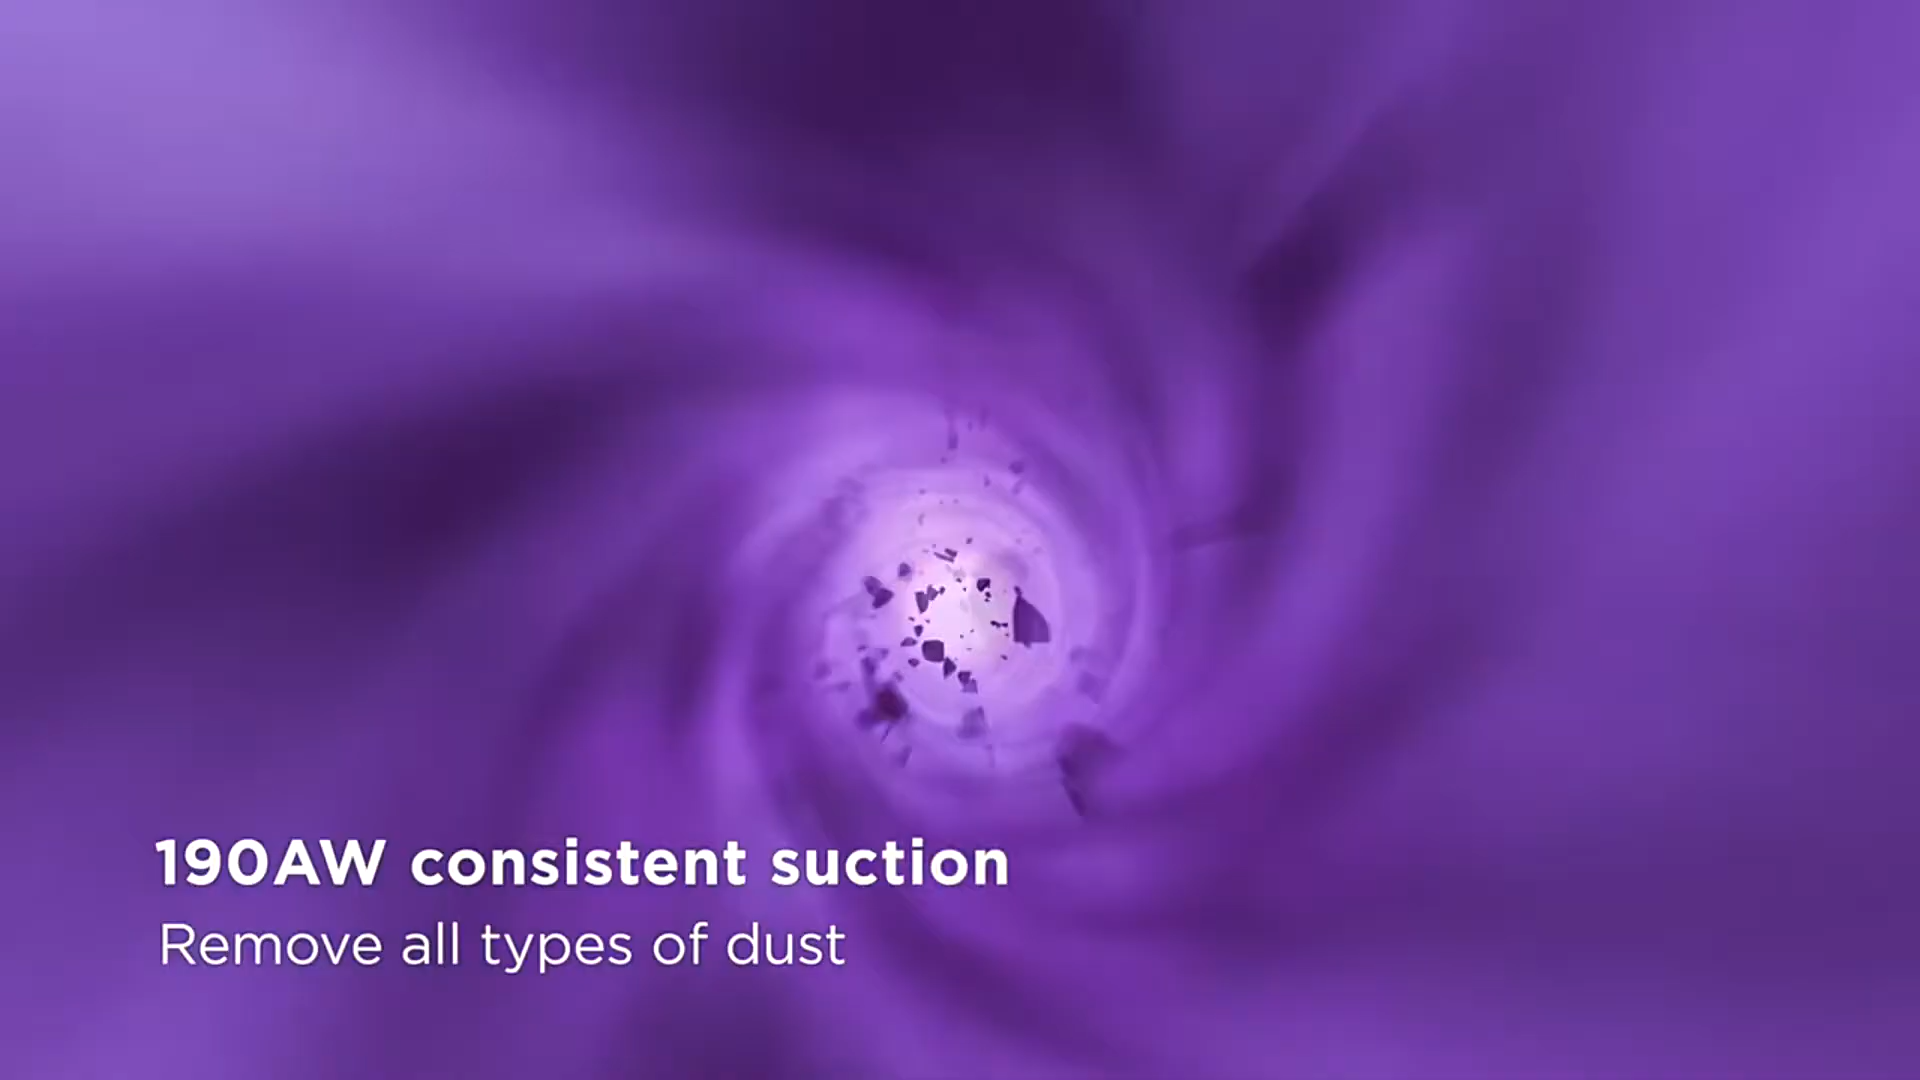 190AW consistent suction
Remove all types of dust